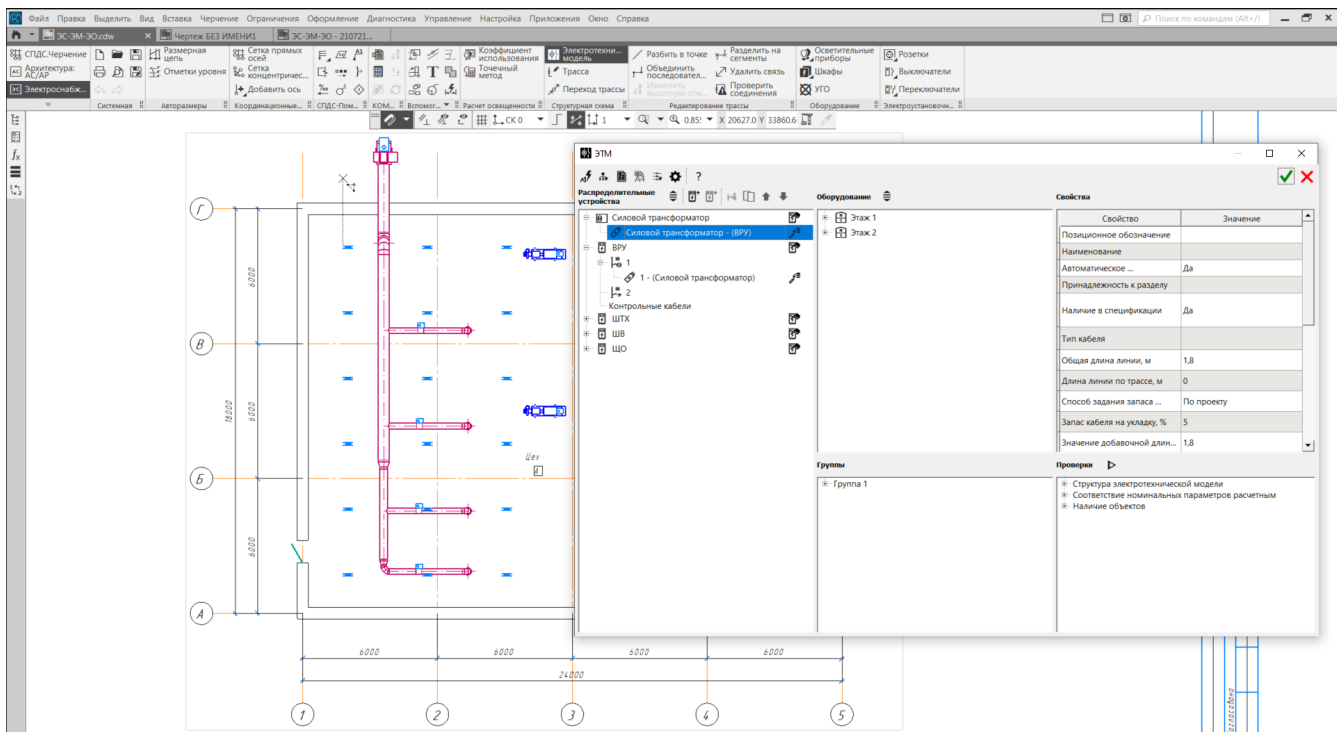 Файл Правка Выделить Вид Вставка Черчение Ограничения Оформление Диагностика Управление Настройка Приложения Окно Справка
Поиск по командам (Alt+/)
ЭС-ЭМ-ЭО.cdw
Чертеж БЕЗ ИМЕНИ1
ЭС-ЭМ-ЭО - 210721...
СПДС.Черчение
Архитектура: АС/АР
Электроснабж...
Размерная цепь
Отметки уровня
Сетка прямых осей
Сетка концентричес...
Добавить ось
Коэффициент использования
Точечный метод
Электротехни... модель
Трасса
Переход трассы
Разбить в точке
Объединить последовател...
Изменить высотную отм...
Разделить на сегменты
Удалить связь
Проверить соединения
Осветительные приборы
Шкафы
УГО
Розетки
Выключатели
Переключатели
Системная
Авторазмеры
Координационные...
СПДС-Пом...
КОМ...
Вспомог...
Расчет освещенности
Структурная схема
Редактирование трассы
Оборудование
Электроустановочн...
СК 0
1
0.85:
X 20627.0 Y 33860.6
ЭТМ
?
Распределительные устройства
Силовой трансформатор
Силовой трансформатор - (ВРУ)
ВРУ
1
1 - (Силовой трансформатор)
2
Контрольные кабели
ШТХ
ШВ
ЩО
Оборудование
Этаж 1
Этаж 2
Группы
Группа 1
Свойства
Свойство Значение
Позиционное обозначение
Наименование
Автоматическое ... Да
Принадлежность к разделу
Наличие в спецификации Да
Тип кабеля
Общая длина линии, м 1,8
Длина линии по трассе, м 0
Способ задания запаса ... По проекту
Запас кабеля на укладку, % 5
Значение добавочной длин... 1,8
Проверки
Структура электротехнической модели
Соответствие номинальных параметров расчетным
Наличие объектов
Г
В
Б
А
6000
6000
6000
18000
Цех
6000 6000 6000 6000
24000
1 2 3 4 5
Согласовано